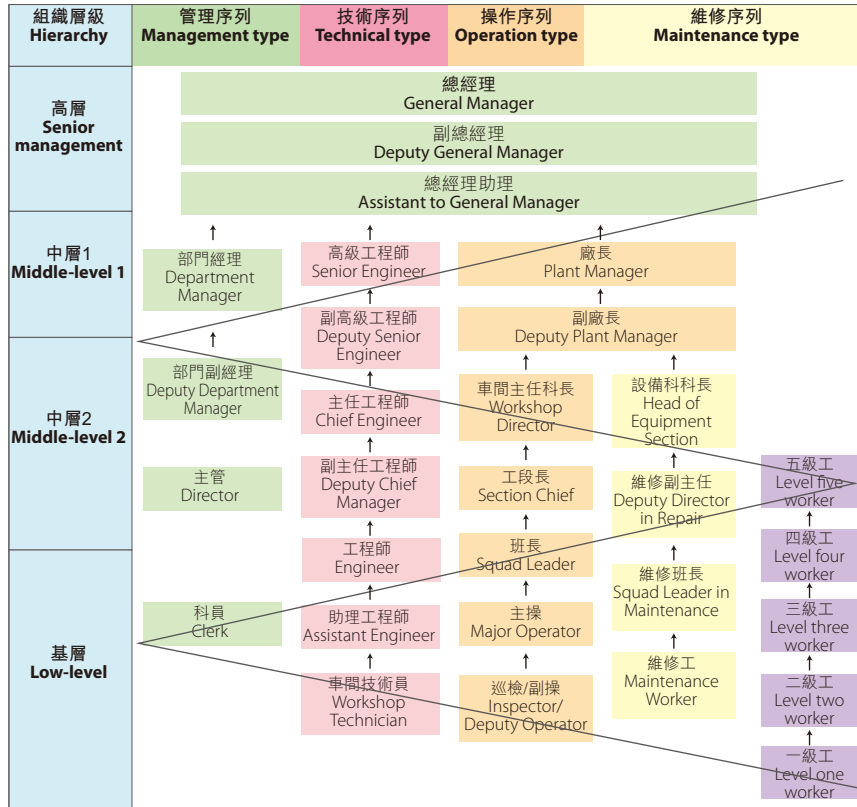 組織層級
Hierarchy
管理序列
Management type
技術序列
Technical type
操作序列
Operation type
維修序列
Maintenance type
高層
Senior
management
總經理
General Manager
副總經理
Deputy General Manager
總經理助理
Assistant to General Manager
中層1
Middle-level 1
部門經理
Department
Manager
高級工程師
Senior Engineer
廠長
Plant Manager
副高級工程師
Deputy Senior
Engineer
副廠長
Deputy Plant Manager
中層2
Middle-level 2
部門副經理
Deputy Department
Manager
主任工程師
Chief Engineer
車間主任科長
Workshop
Director
設備科科長
Head of
Equipment
Section
主管
Director
副主任工程師
Deputy Chief
Manager
工段長
Section Chief
維修副主任
Deputy Director
in Repair
五級工
Level five
worker
基層
Low-level
工程師
Engineer
班長
Squad Leader
維修班長
Squad Leader in
Maintenance
四級工
Level four
worker
科員
Clerk
助理工程師
Assistant Engineer
主操
Major Operator
維修工
Maintenance
Worker
三級工
Level three
worker
車間技術員
Workshop
Technician
巡檢/副操
Inspector/
Deputy Operator
二級工
Level two
worker
一級工
Level one
worker